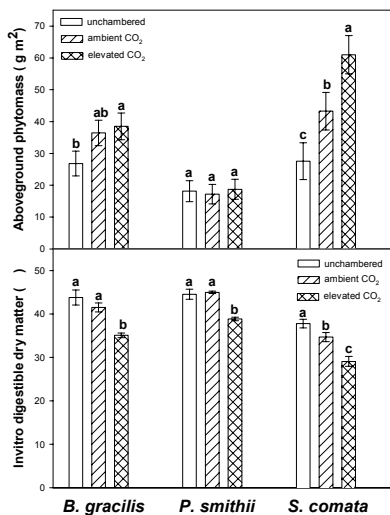 Aboveground phytomass ( g m²)
70
60
50
40
30
20
10
0
unchambered
ambient CO₂
elevated CO₂
b
ab
a
a
a
a
c
b
a
Invitro digestible dry matter ( )
50
40
30
20
10
0
unchambered
ambient CO₂
elevated CO₂
a
a
b
a
a
b
a
b
c
B. gracilis P. smithii S. comata